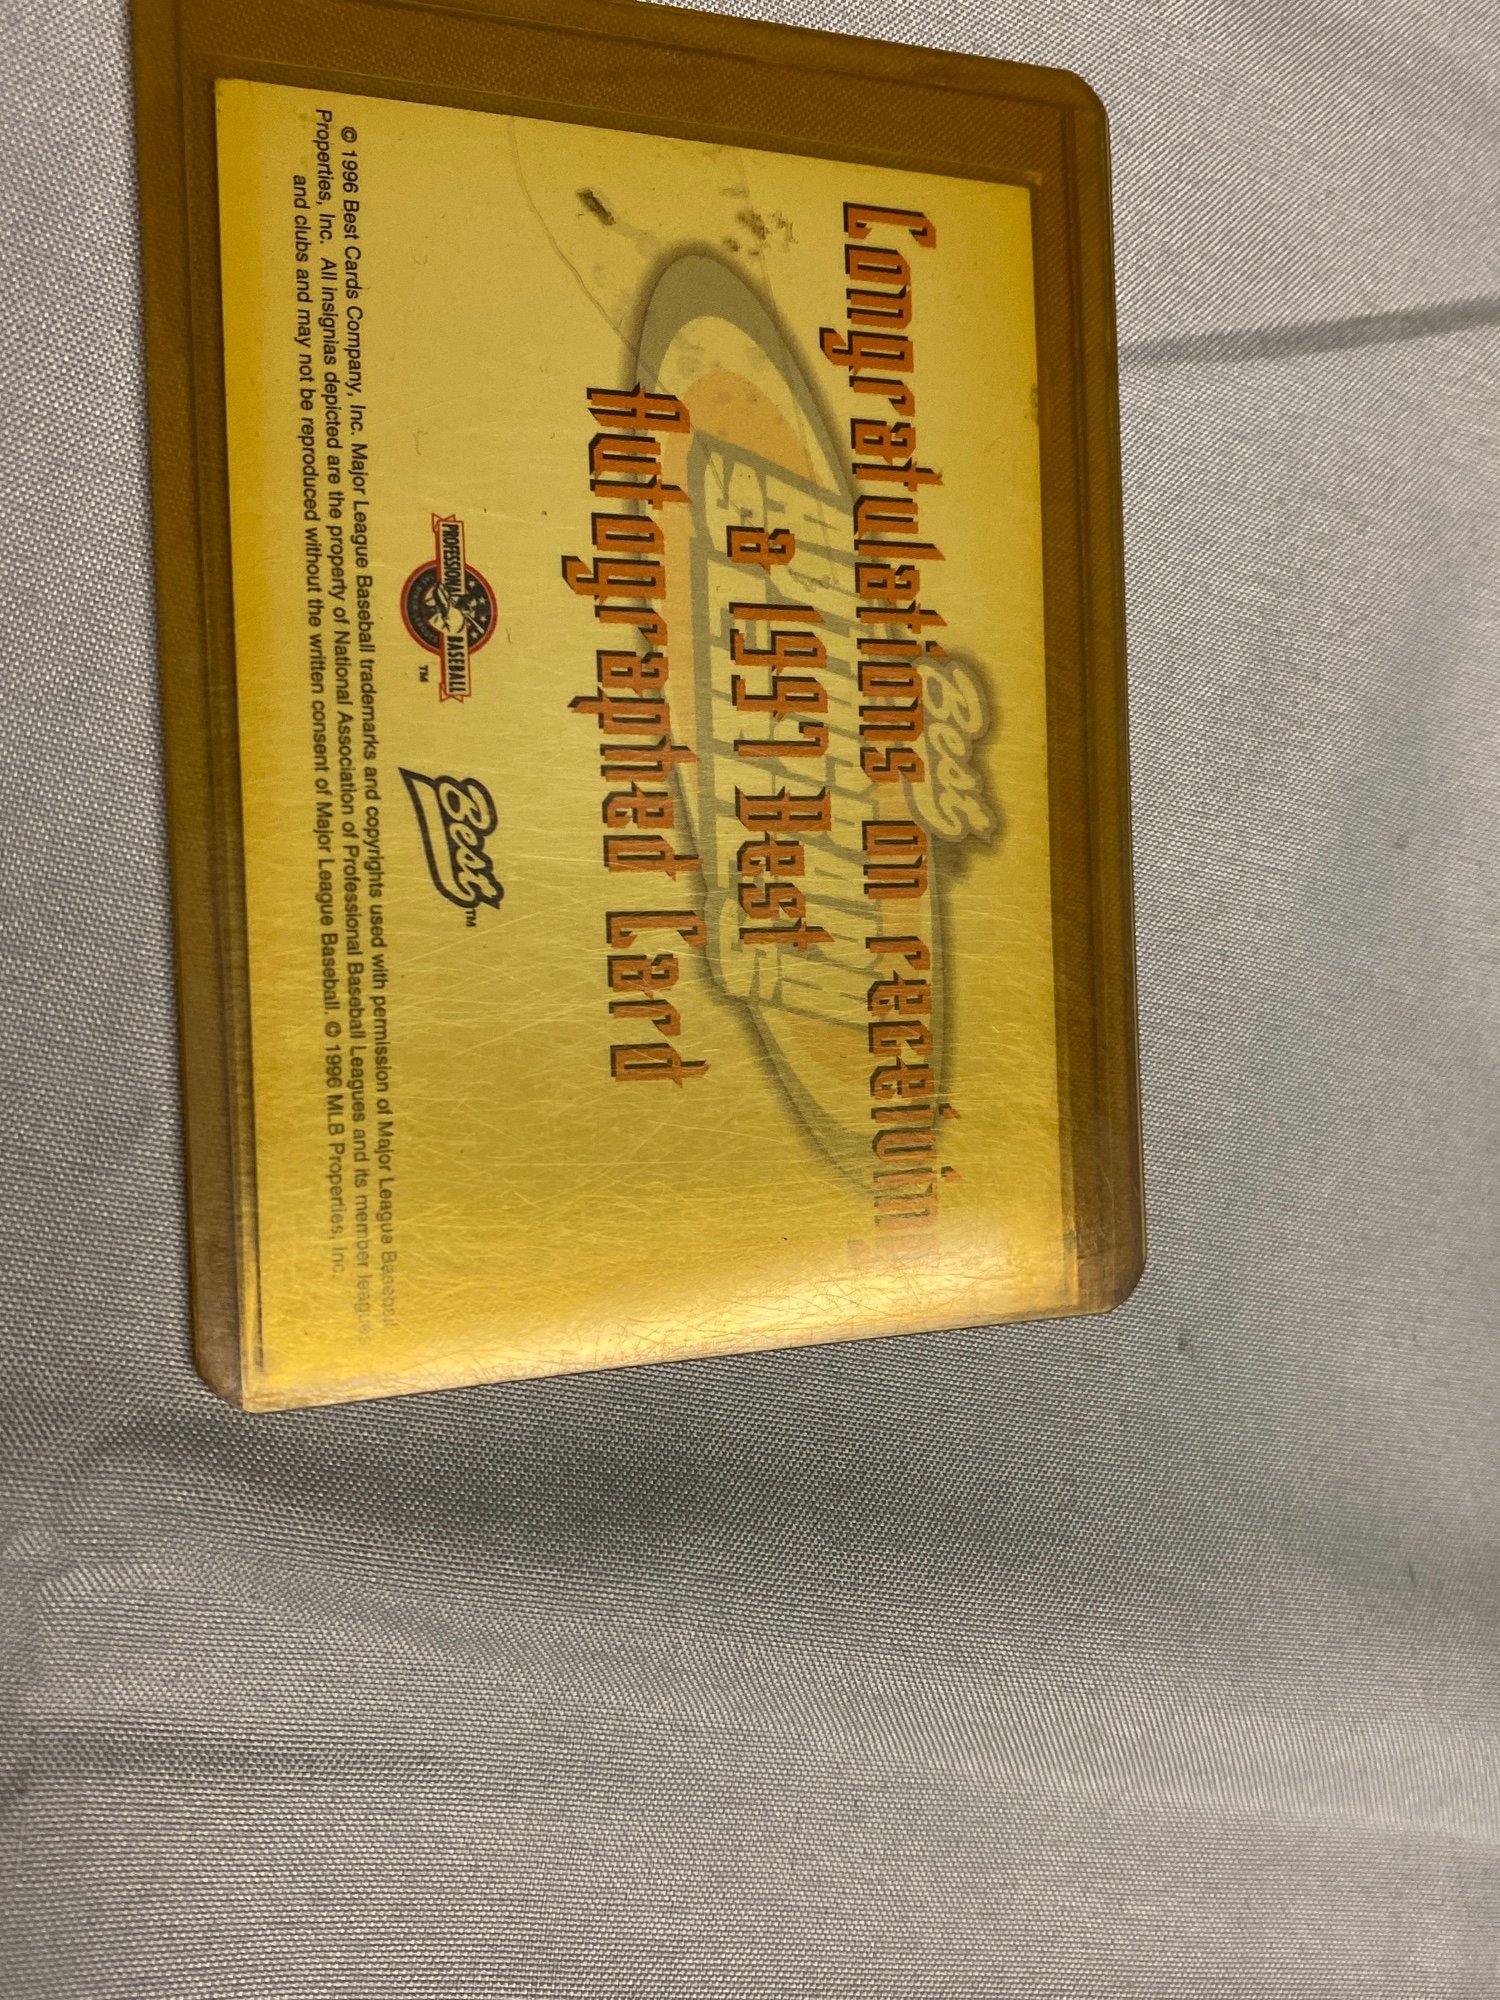 Congratulations on receiving
a 1997 Best
Autographed Card
Best
PROFESSIONAL BASEBALL
TM
Best TM
© 1996 Best Cards Company, Inc. Major League Baseball trademarks and copyrights used with permission of Major League Baseball
Properties, Inc. All insignias depicted are the property of National Association of Professional Baseball Leagues and its member leagues
and clubs and may not be reproduced without the written consent of Major League Baseball. © 1996 MLB Properties, Inc.